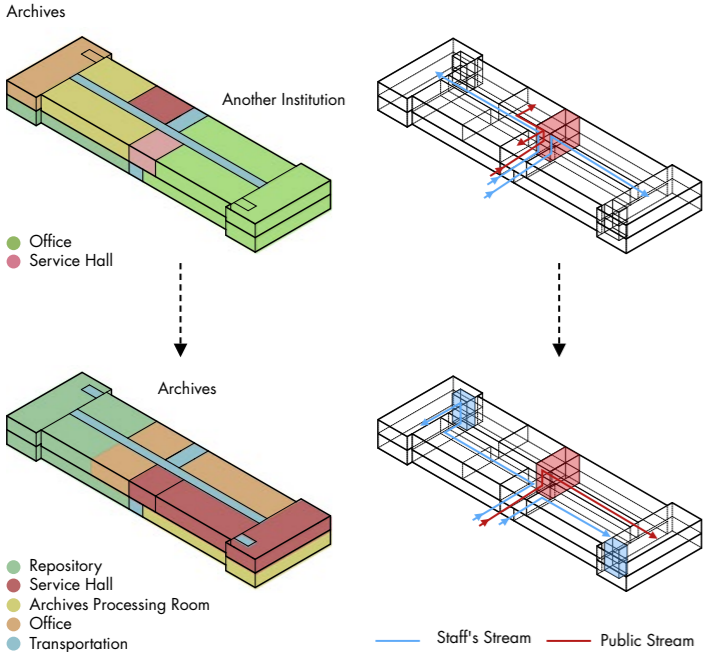 Archives
Another Institution
Office
Service Hall
Archives
Repository
Service Hall
Archives Processing Room
Office
Transportation
Staff's Stream
Public Stream